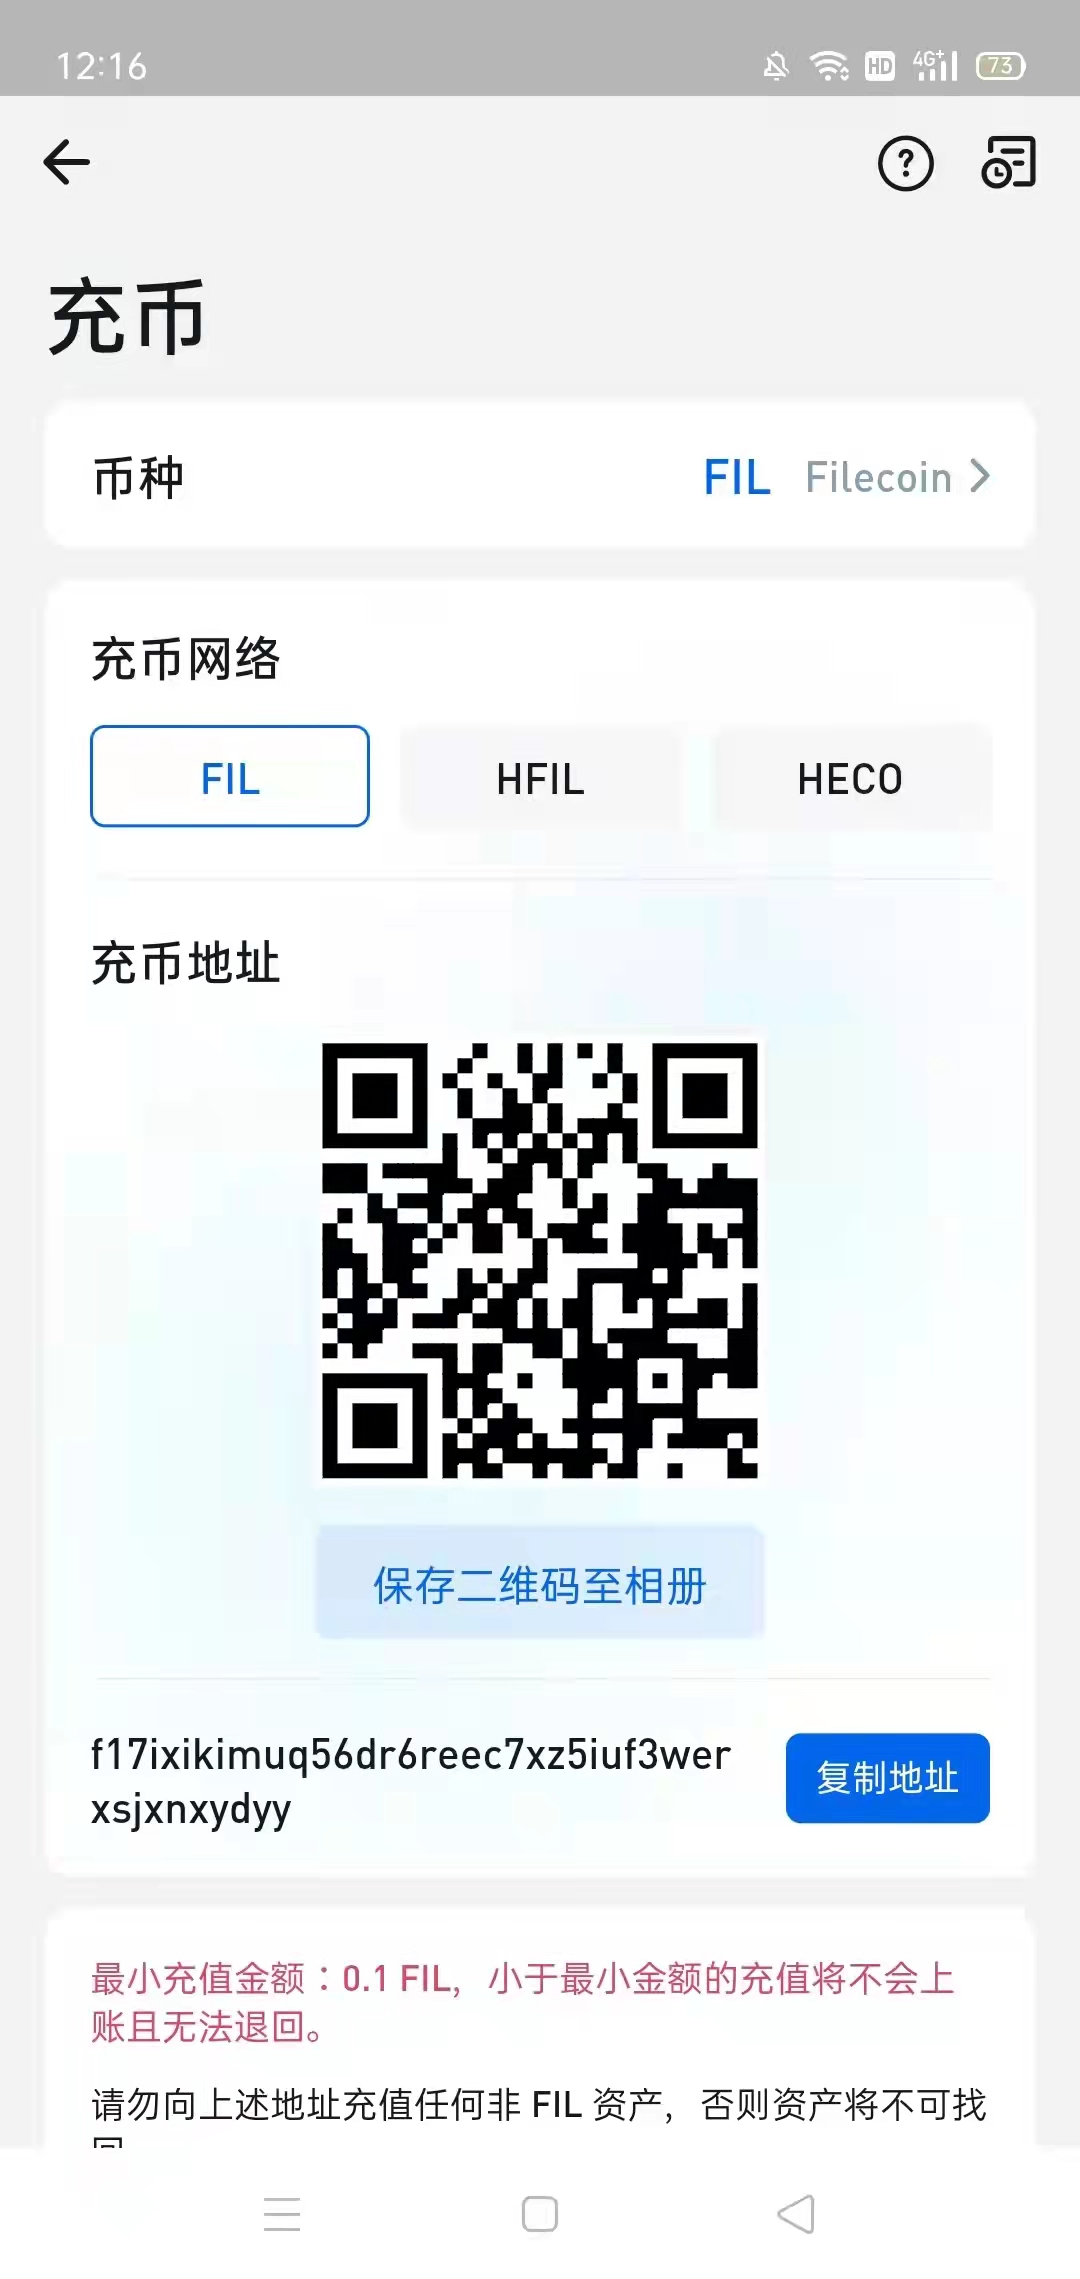 12:16
HD 4G+ 73
充币
币种 FIL Filecoin
充币网络
FIL HFIL HECO
充币地址
保存二维码至相册
f17ixikimuq56dr6reec7xz5iuf3wer
xsjxnxydyy
复制地址
最小充值金额：0.1 FIL，小于最小金额的充值将不会上
账且无法退回。
请勿向上述地址充值任何非 FIL 资产，否则资产将不可找